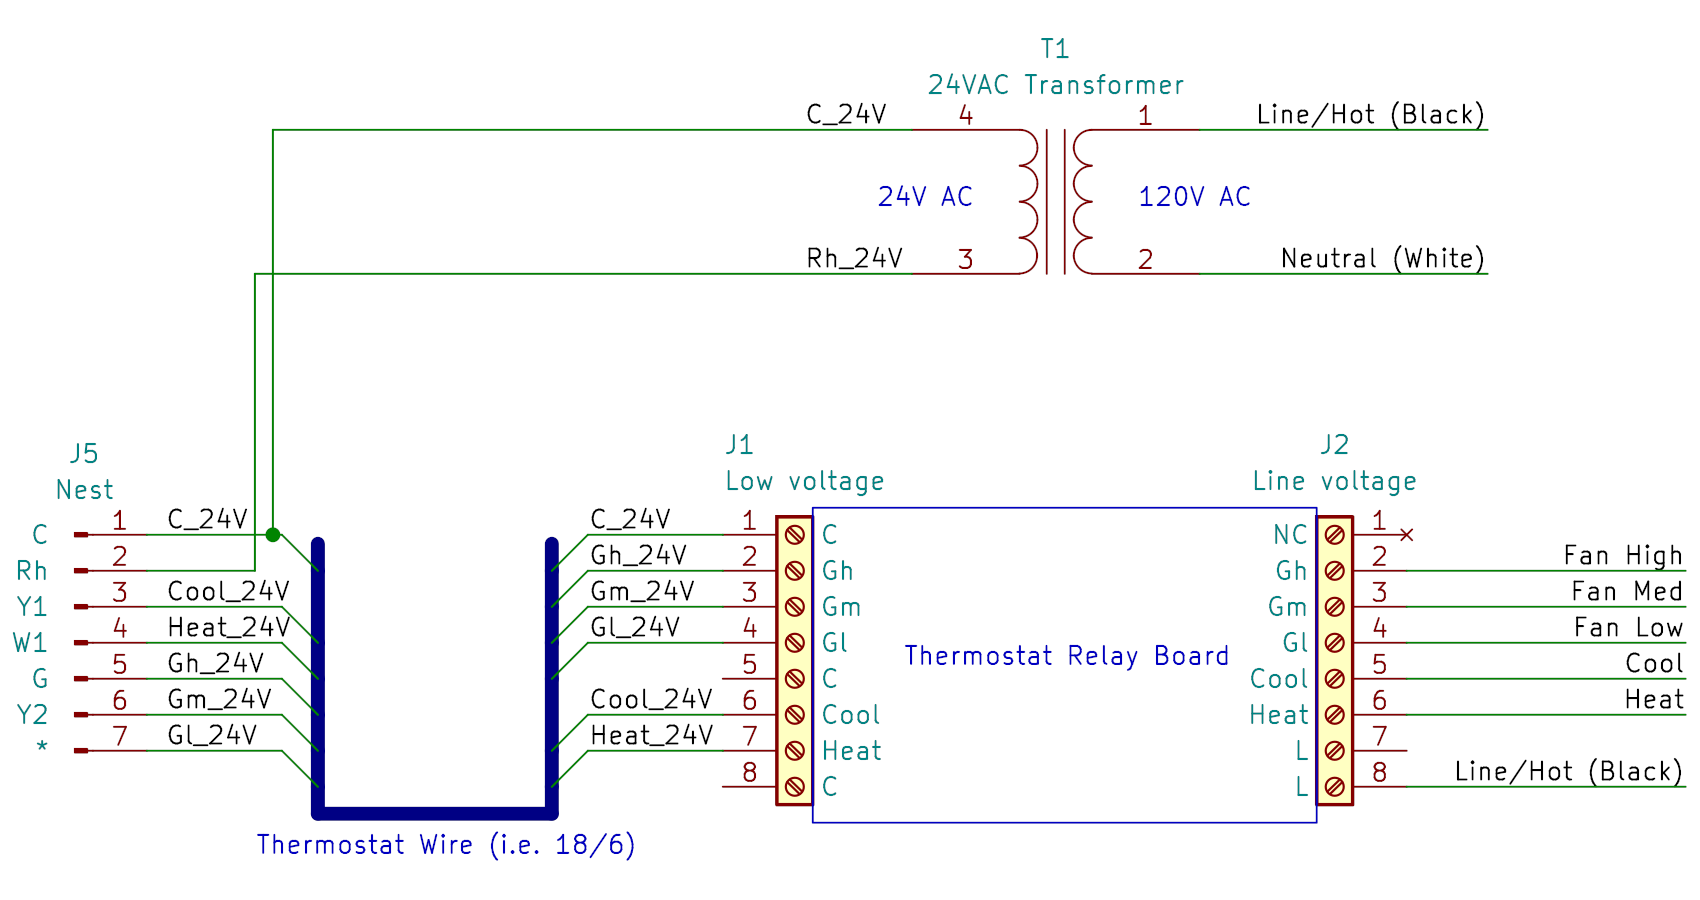 T1
24VAC Transformer
C_24V 4 1 Line/Hot (Black)
24V AC 120V AC
Rh_24V 3 2 Neutral (White)
J5
Nest
C 1 C_24V
Rh 2
Y1 3 Cool_24V
W1 4 Heat_24V
G 5 Gh_24V
Y2 6 Gm_24V
* 7 Gl_24V
Thermostat Wire (i.e. 18/6)
J1
Low voltage
C_24V 1 C
Gh_24V 2 Gh
Gm_24V 3 Gm
Gl_24V 4 Gl
5 C
Cool_24V 6 Cool
Heat_24V 7 Heat
8 C
Thermostat Relay Board
J2
Line voltage
NC 1
Gh 2 Fan High
Gm 3 Fan Med
Gl 4 Fan Low
Cool 5 Cool
Heat 6 Heat
L 7
L 8 Line/Hot (Black)